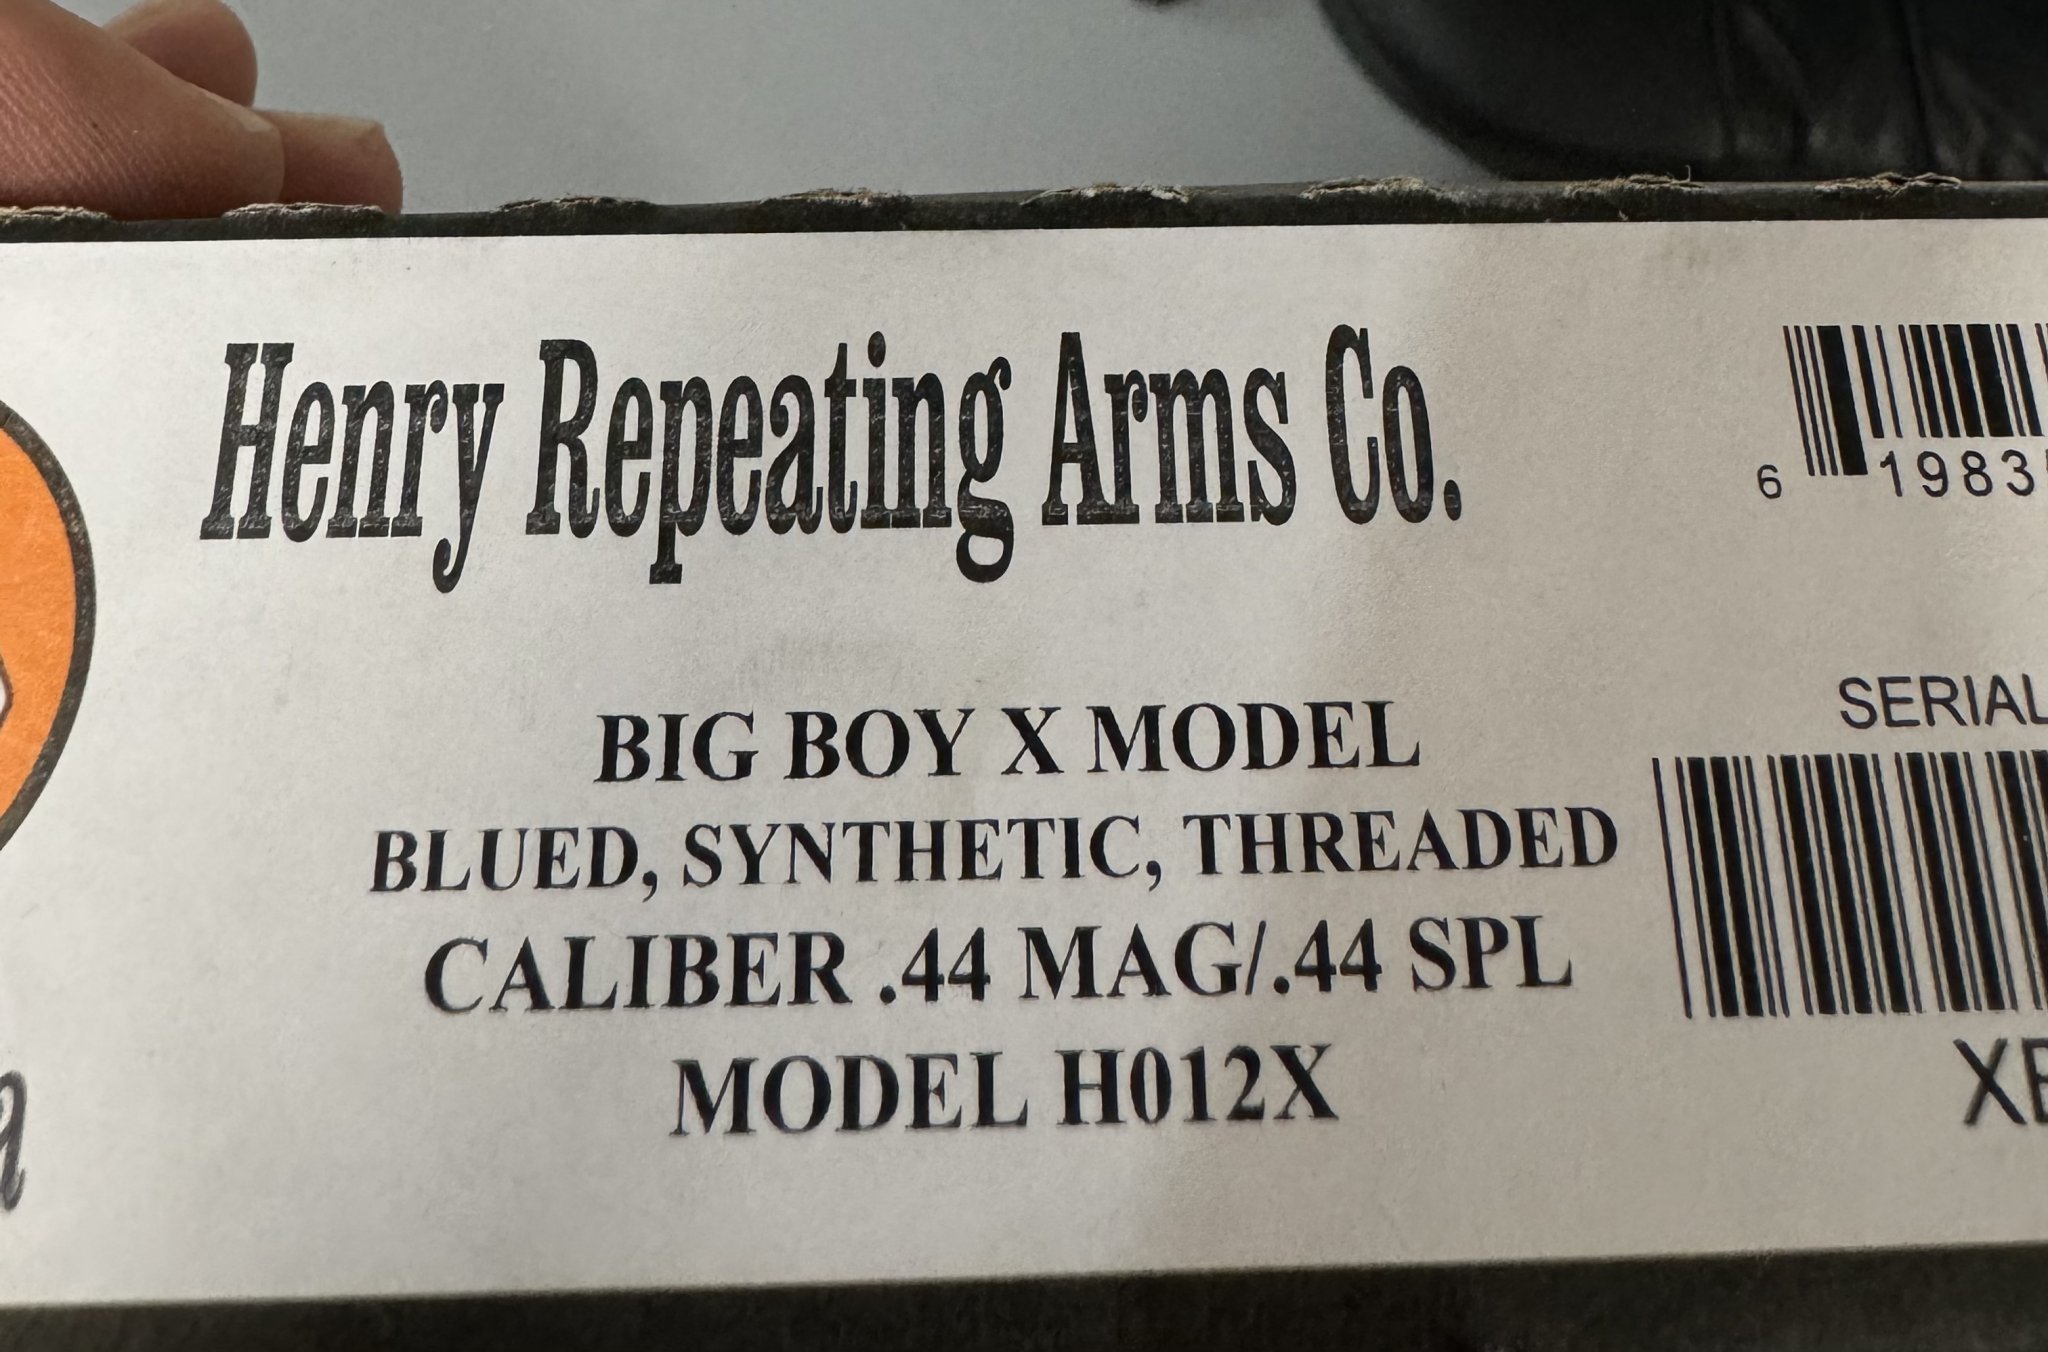 Henry Repeating Arms Co.
6 1983
SERIAL
BIG BOY X MODEL
BLUED, SYNTHETIC, THREADED
CALIBER .44 MAG/.44 SPL
MODEL H012X